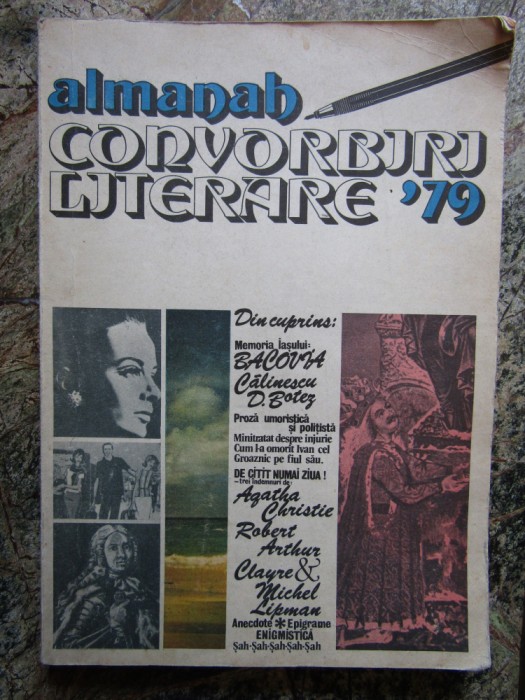 almanah
CONVORBIRI
LITERARE '79
Din cuprins:
Memoria Iașului:
BACOVIA
Călinescu
D. Botez
Proză umoristică
și polițistă
Minitratat despre injurie
Cum l-a omorît Ivan cel
Groaznic pe fiul său.
DE CITIT NUMAI ZIUA!
-trei îndemnuri de:
Agatha
Christie
Robert
Arthur
Clayre &
Michel
Lipman
Anecdote * Epigrame
ENIGMISTICĂ
Șah-Șah-Șah-Șah-Șah